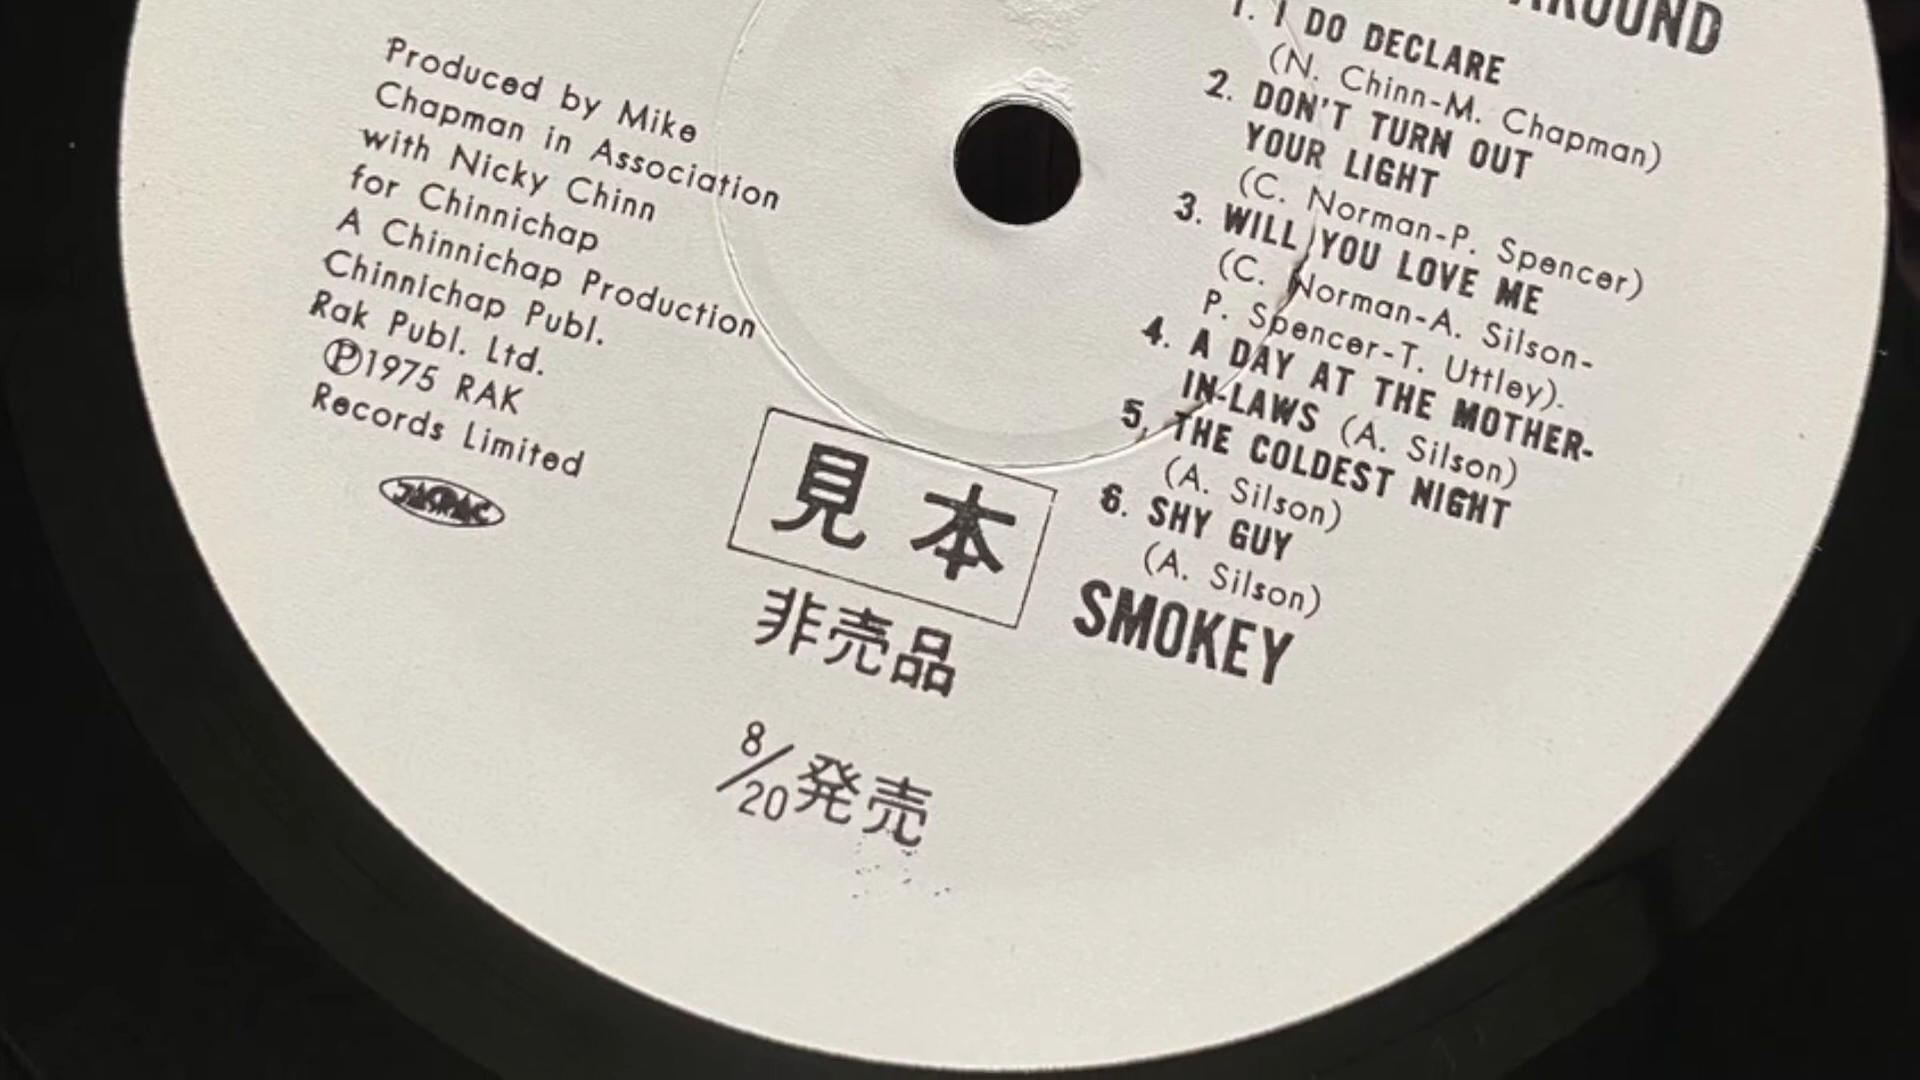 Produced by Mike
Chapman in Association
with Nicky Chinn
for Chinnichap
A Chinnichap Production
Chinnichap Publ.
Rak Publ. Ltd.
Ⓟ1975 RAK
Records Limited
JASRAC
見本
非売品
8/20発売
AROUND
1. I DO DECLARE
(N. Chinn-M. Chapman)
2. DON'T TURN OUT
YOUR LIGHT
(C. Norman-P. Spencer)
3. WILL YOU LOVE ME
(C. Norman-A. Silson-
P. Spencer-T. Uttley).
4. A DAY AT THE MOTHER-
IN-LAWS (A. Silson)
5. THE COLDEST NIGHT
(A. Silson)
6. SHY GUY
(A. Silson)
SMOKEY